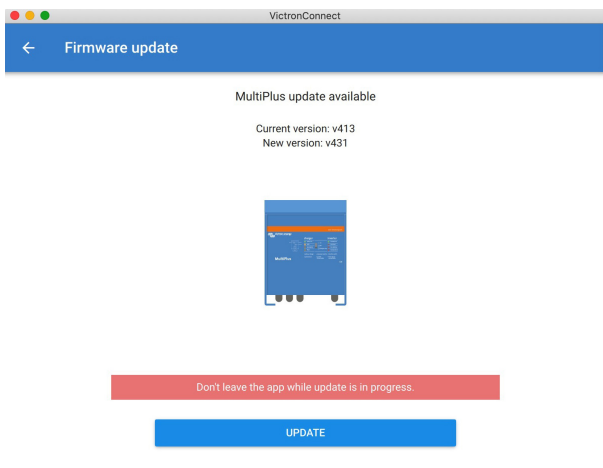 VictronConnect
Firmware update
MultiPlus update available
Current version: v413
New version: v431
MultiPlus
Don't leave the app while update is in progress.
UPDATE